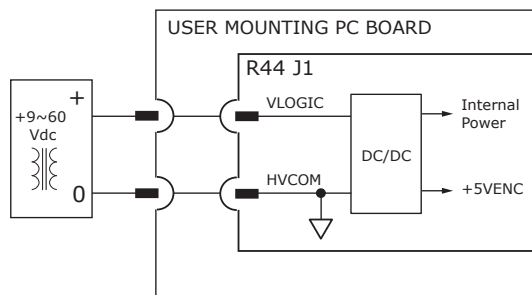 USER MOUNTING PC BOARD
R44 J1
+
+9~60
Vdc
0
VLOGIC
HVCOM
DC/DC
Internal
Power
+5VENC